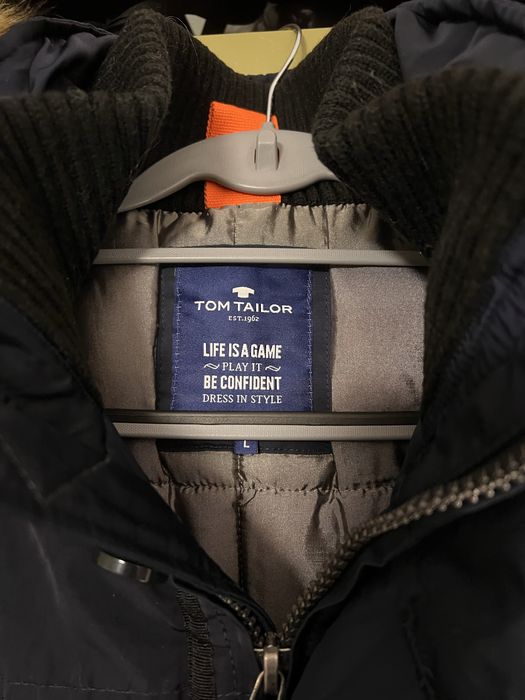 TOM TAILOR
EST.1962
LIFE IS A GAME
~ PLAY IT ~
BE CONFIDENT
DRESS IN STYLE
L